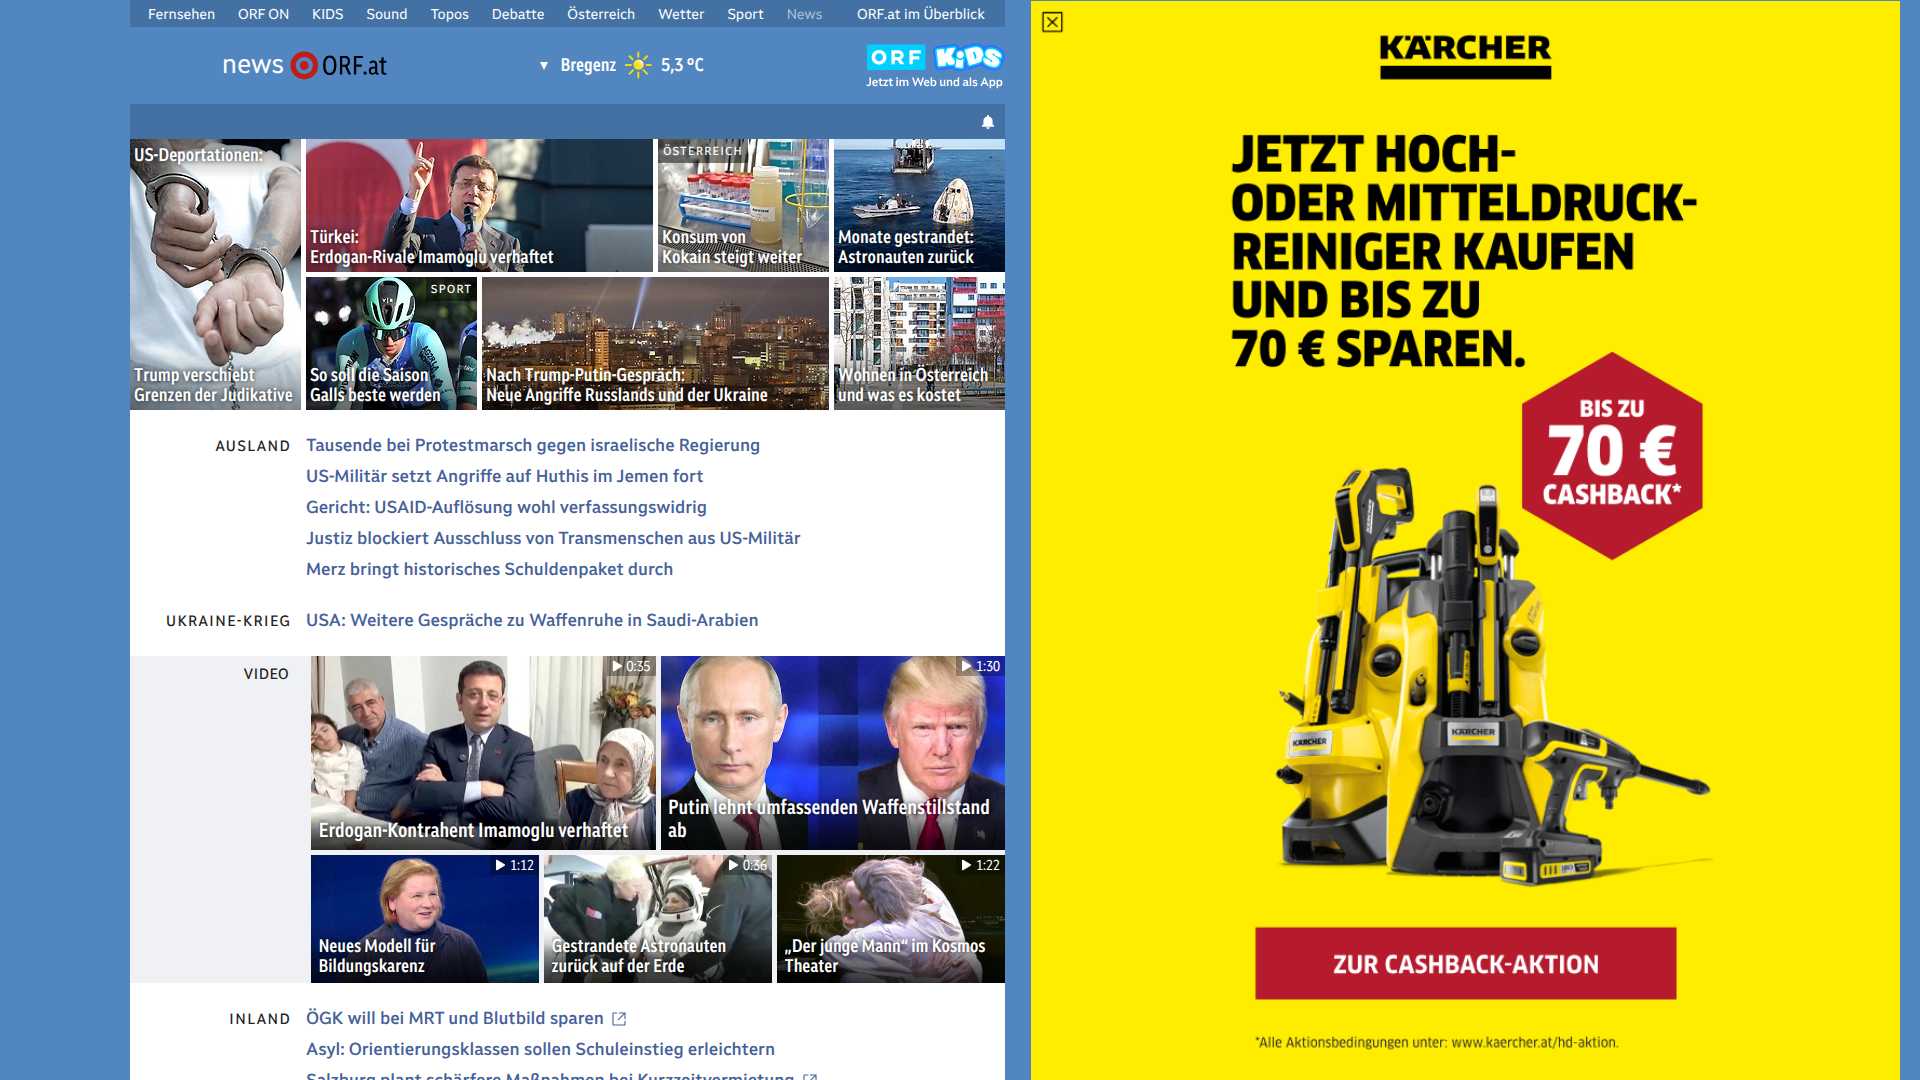 Fernsehen ORF ON KIDS Sound Topos Debatte Österreich Wetter Sport News ORF.at im Überblick
news ORF.at
Bregenz 5,3 °C
ORF KiDS
Jetzt im Web und als App
US-Deportationen:
Trump verschiebt
Grenzen der Judikative
Türkei:
Erdogan-Rivale Imamoglu verhaftet
ÖSTERREICH
Konsum von
Kokain steigt weiter
Monate gestrandet:
Astronauten zurück
SPORT
So soll die Saison
Galls beste werden
Nach Trump-Putin-Gespräch:
Neue Angriffe Russlands und der Ukraine
Wohnen in Österreich
und was es kostet
AUSLAND
Tausende bei Protestmarsch gegen israelische Regierung
US-Militär setzt Angriffe auf Huthis im Jemen fort
Gericht: USAID-Auflösung wohl verfassungswidrig
Justiz blockiert Ausschluss von Transmenschen aus US-Militär
Merz bringt historisches Schuldenpaket durch
UKRAINE-KRIEG
USA: Weitere Gespräche zu Waffenruhe in Saudi-Arabien
VIDEO
0:35
Erdogan-Kontrahent Imamoglu verhaftet
1:30
Putin lehnt umfassenden Waffenstillstand
ab
1:12
Neues Modell für
Bildungskarenz
0:36
Gestrandete Astronauten
zurück auf der Erde
1:22
„Der junge Mann“ im Kosmos
Theater
INLAND
ÖGK will bei MRT und Blutbild sparen
Asyl: Orientierungsklassen sollen Schuleinstieg erleichtern
Salzburg plant schärfere Maßnahmen bei Kurzzeitvermietung
KÄRCHER
JETZT HOCH-
ODER MITTELDRUCK-
REINIGER KAUFEN
UND BIS ZU
70 € SPAREN.
BIS ZU
70 €
CASHBACK*
KÄRCHER
KÄRCHER
ZUR CASHBACK-AKTION
*Alle Aktionsbedingungen unter: www.kaercher.at/hd-aktion.